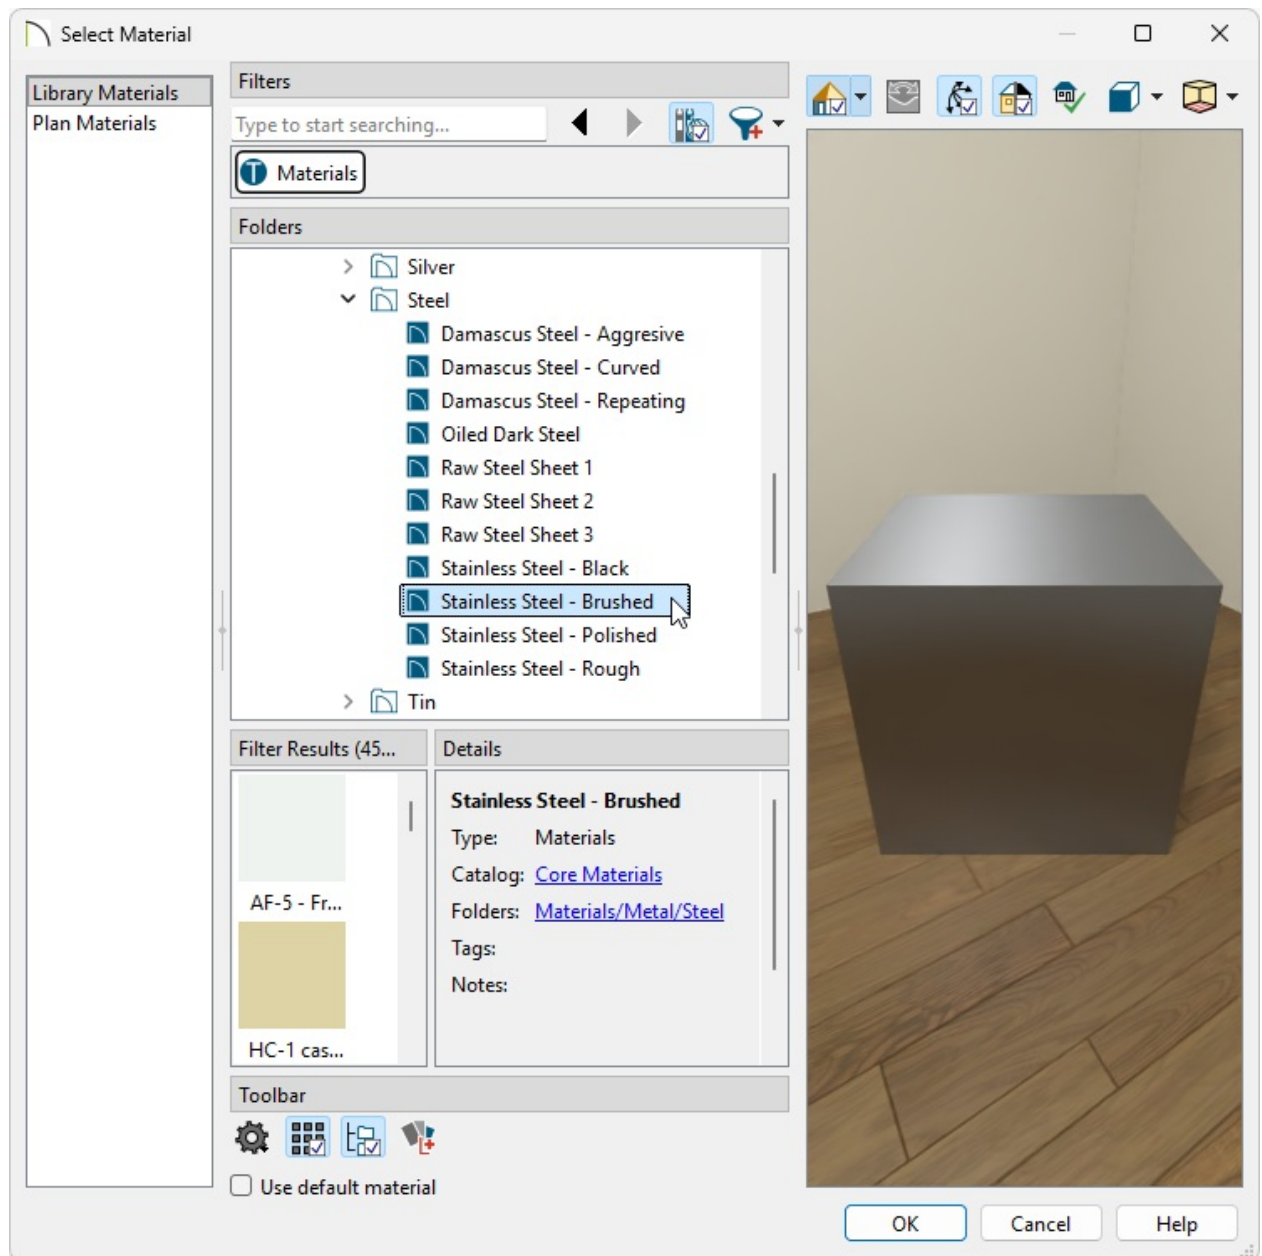 Select Material
Library Materials
Plan Materials
Filters
Type to start searching...
Materials
Folders
Silver
Steel
Damascus Steel - Aggresive
Damascus Steel - Curved
Damascus Steel - Repeating
Oiled Dark Steel
Raw Steel Sheet 1
Raw Steel Sheet 2
Raw Steel Sheet 3
Stainless Steel - Black
Stainless Steel - Brushed
Stainless Steel - Polished
Stainless Steel - Rough
Tin
Filter Results (45...
AF-5 - Fr...
HC-1 cas...
Details
Stainless Steel - Brushed
Type: Materials
Catalog: Core Materials
Folders: Materials/Metal/Steel
Tags:
Notes:
Toolbar
Use default material
OK Cancel Help